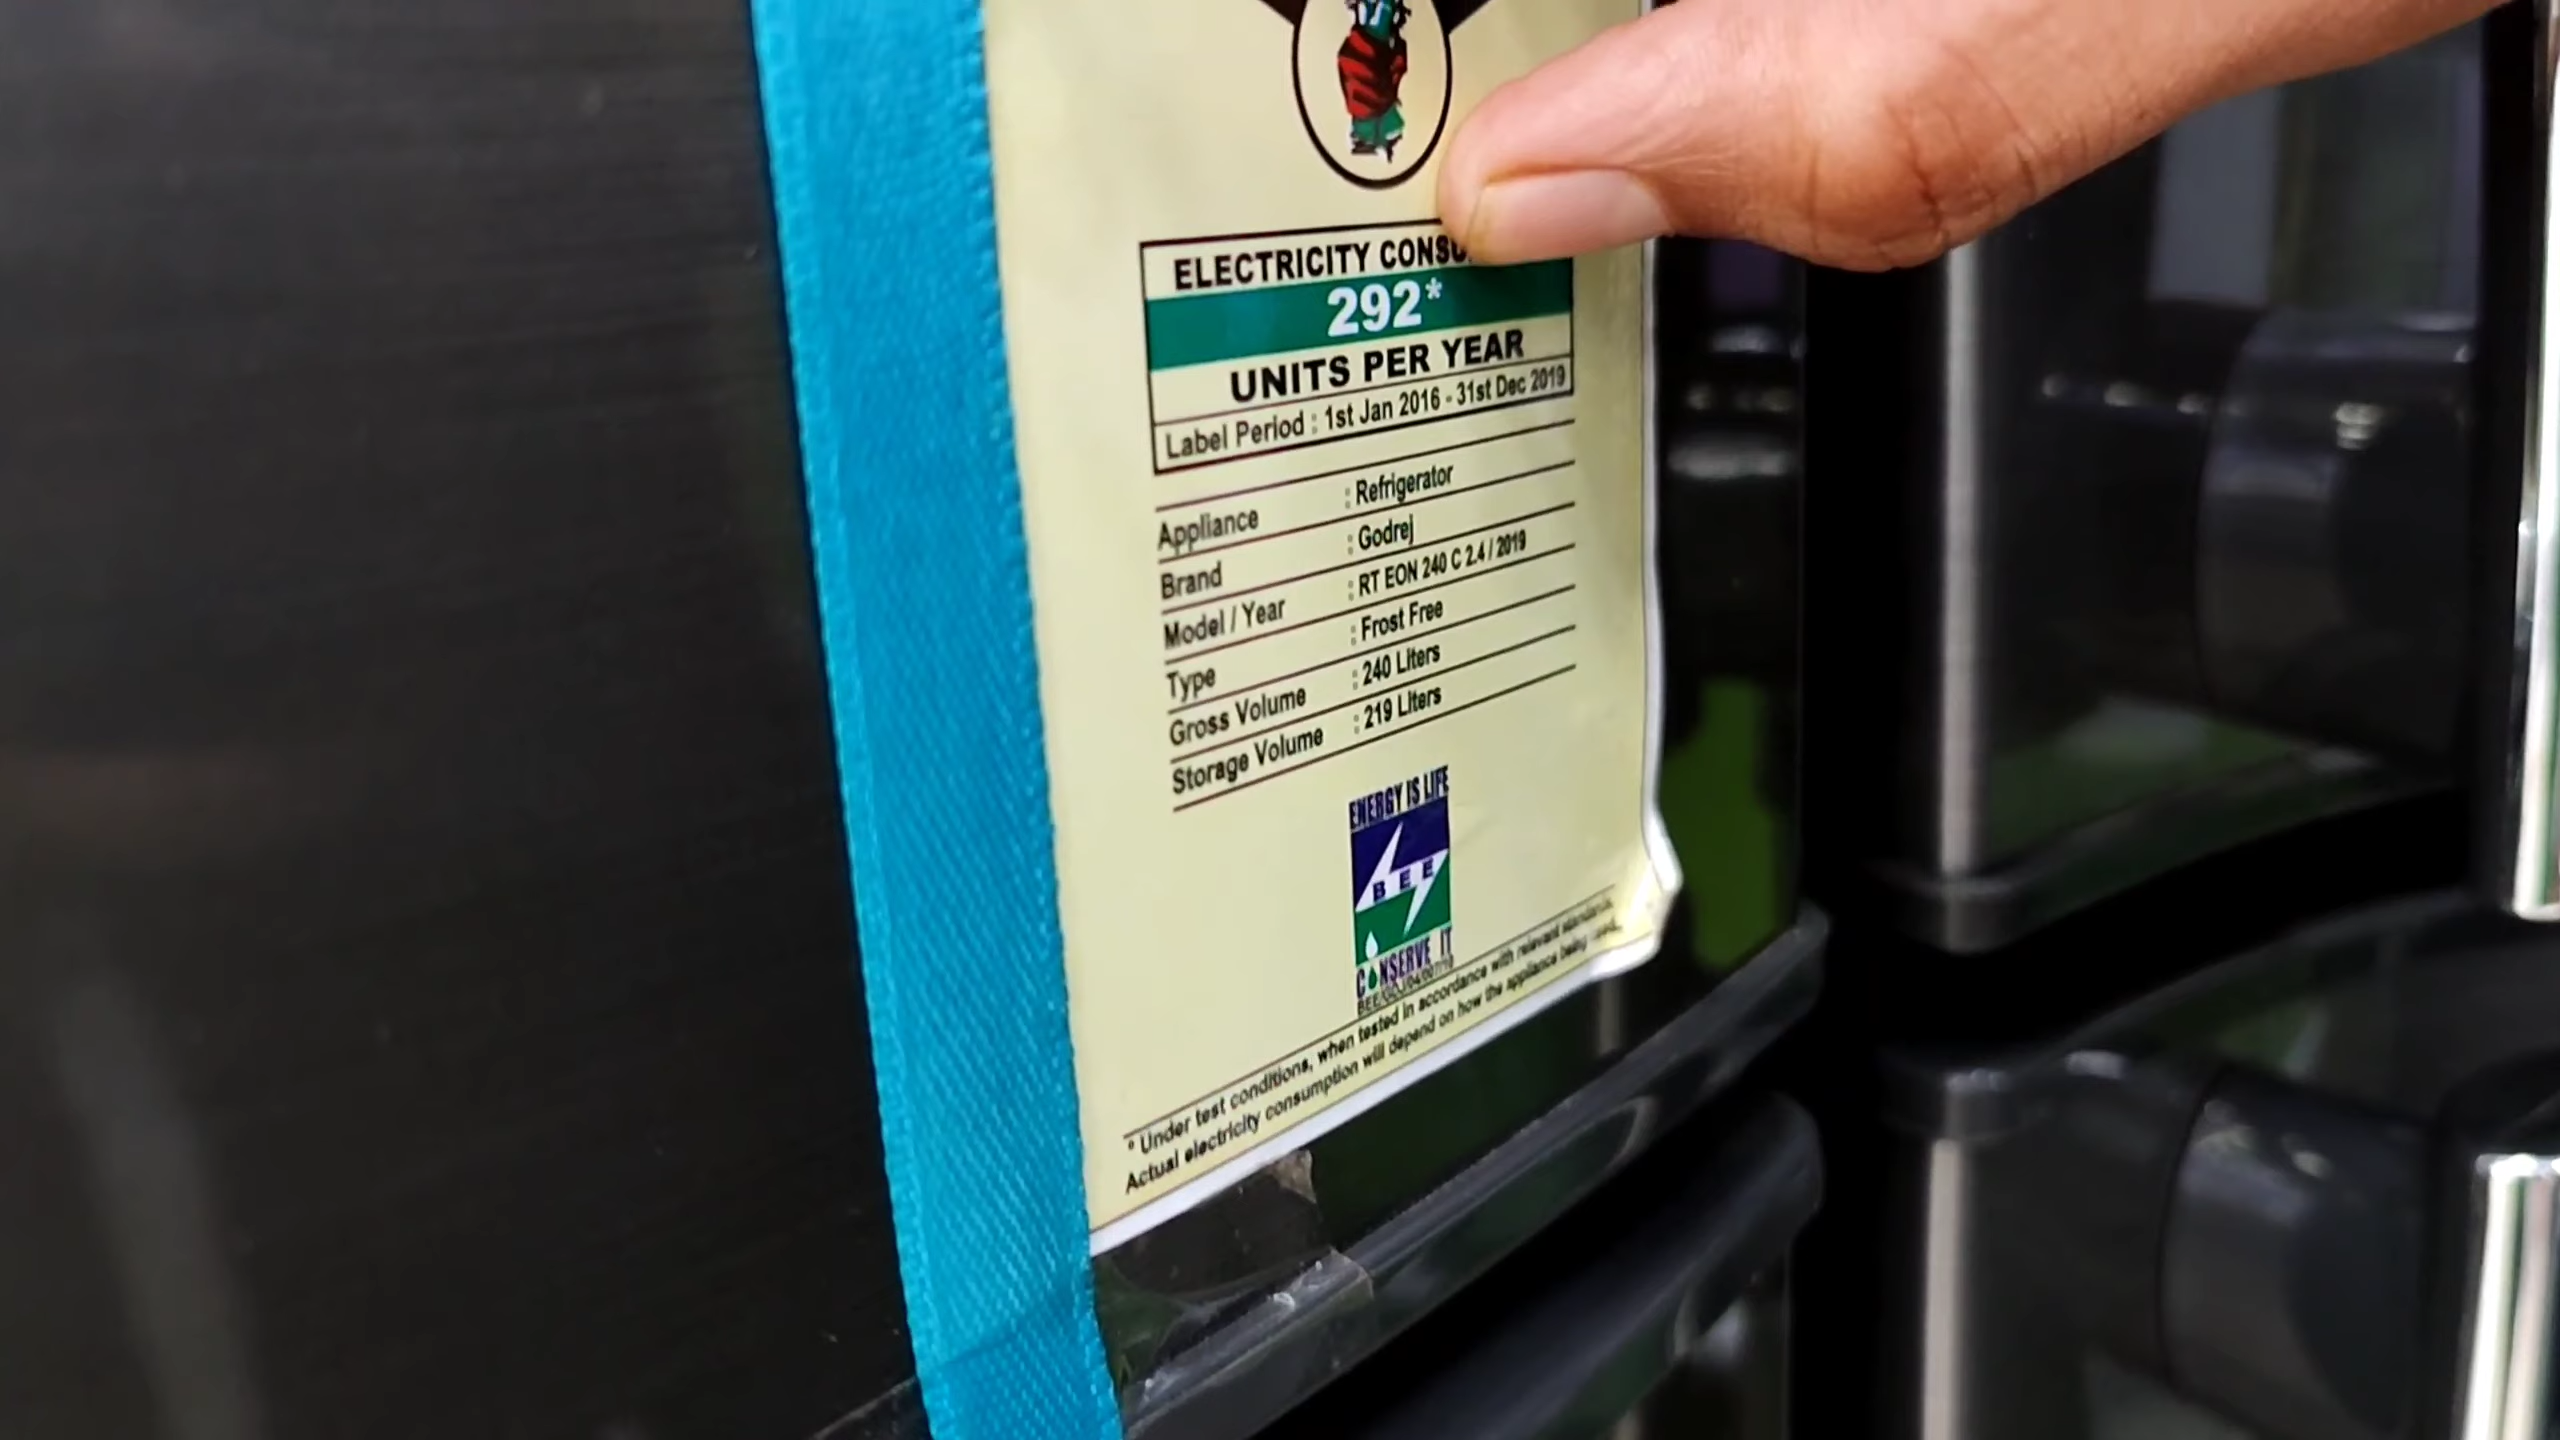 ELECTRICITY CONSU
292*
UNITS PER YEAR
Label Period : 1st Jan 2016 - 31st Dec 2019
Appliance : Refrigerator
Brand : Godrej
Model / Year : RT EON 240 C 2.4 / 2019
Type : Frost Free
Gross Volume : 240 Liters
Storage Volume : 219 Liters
ENERGY IS LIFE
BEE
CONSERVE IT
* Under test conditions, when tested in accordance with relevant standards.
Actual electricity consumption will depend on how the appliance being used.